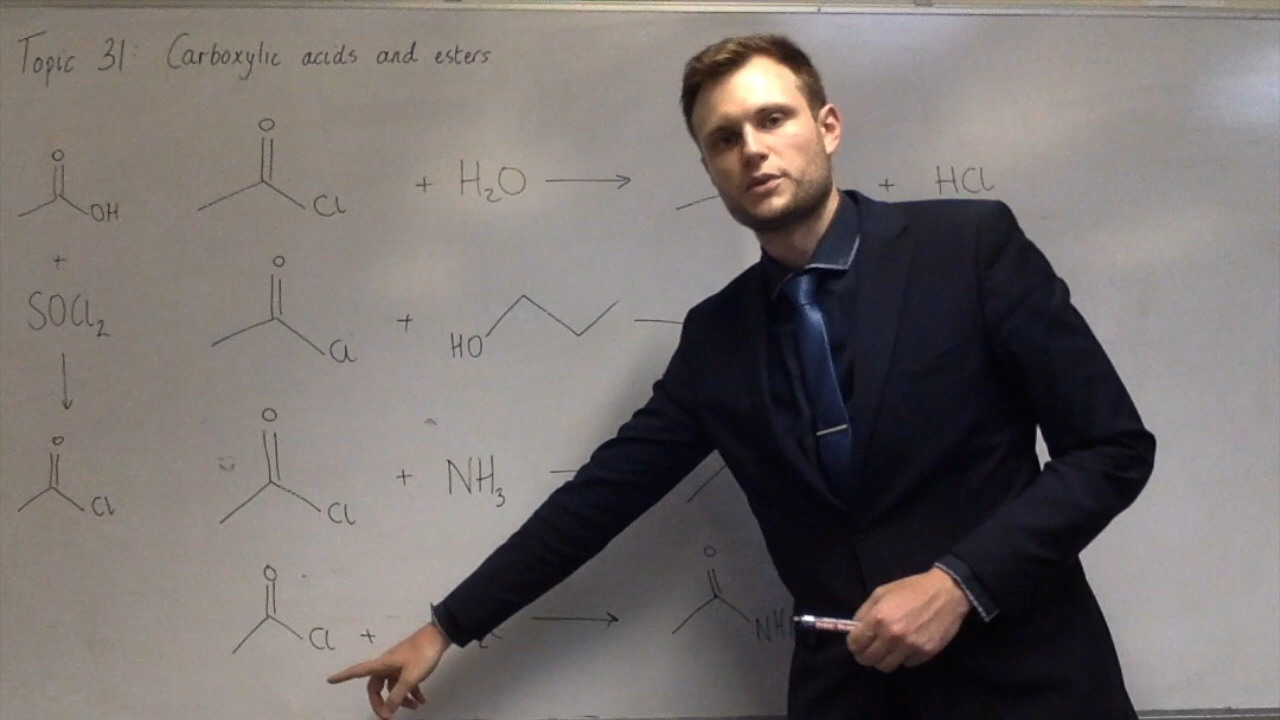 Topic 31: Carboxylic acids and esters
O
OH
+
SOCl2
O
Cl
O
Cl + H2O → + HCl
O
Cl + HO
O
Cl + NH3
O
Cl + →
O
NH